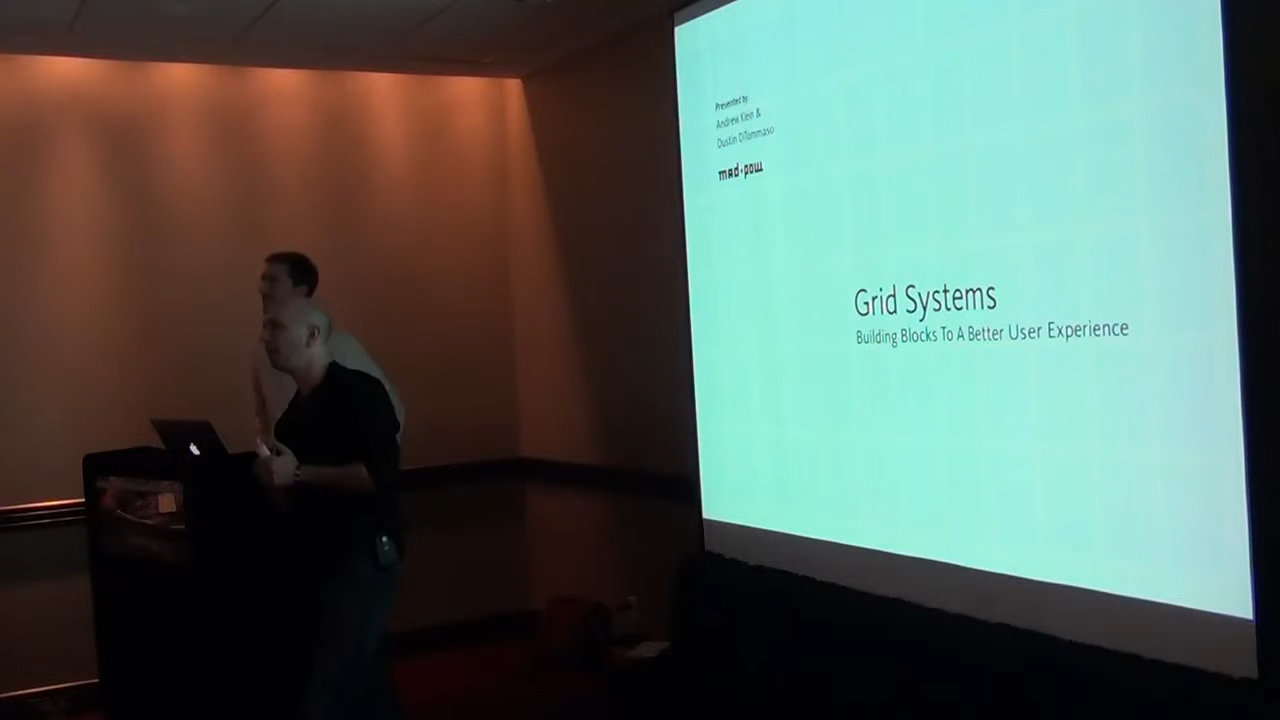 Presented by:
Andrew Klein &
Dustin DiTommaso
mad*pow
Grid Systems
Building Blocks To A Better User Experience